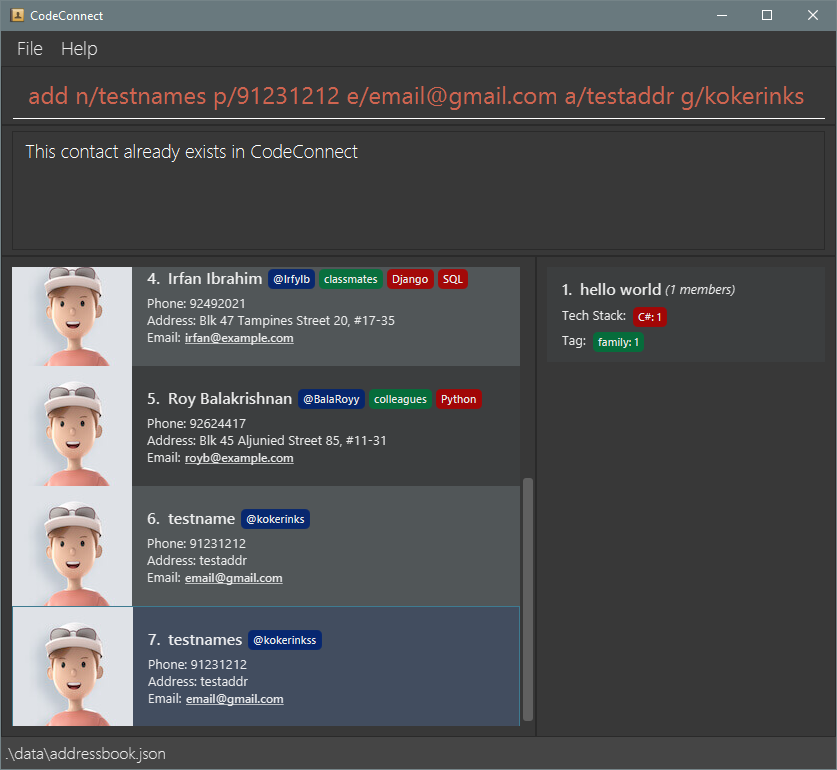 CodeConnect
File Help
add n/testnames p/91231212 e/email@gmail.com a/testaddr g/kokerinks
This contact already exists in CodeConnect
4. Irfan Ibrahim @IrfyIb classmates Django SQL
Phone: 92492021
Address: Blk 47 Tampines Street 20, #17-35
Email: irfan@example.com
5. Roy Balakrishnan @BalaRoyy colleagues Python
Phone: 92624417
Address: Blk 45 Aljunied Street 85, #11-31
Email: royb@example.com
6. testname @kokerinks
Phone: 91231212
Address: testaddr
Email: email@gmail.com
7. testnames @kokerinkss
Phone: 91231212
Address: testaddr
Email: email@gmail.com
1. hello world (1 members)
Tech Stack: C#: 1
Tag: family: 1
.\data\addressbook.json